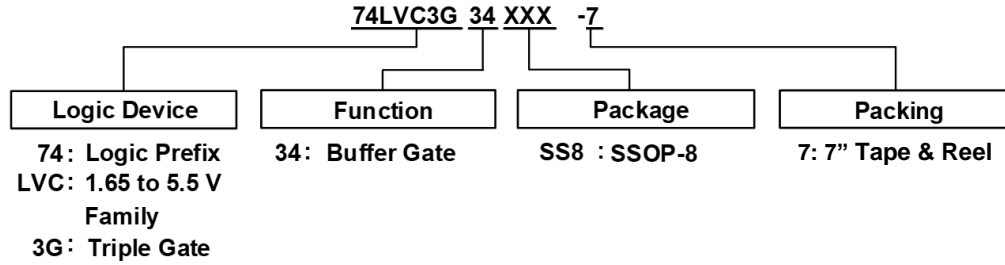 74LVC3G 34 XXX -7
Logic Device
Function
Package
Packing
74: Logic Prefix
LVC: 1.65 to 5.5 V
Family
3G: Triple Gate
34: Buffer Gate
SS8 : SSOP-8
7: 7” Tape & Reel